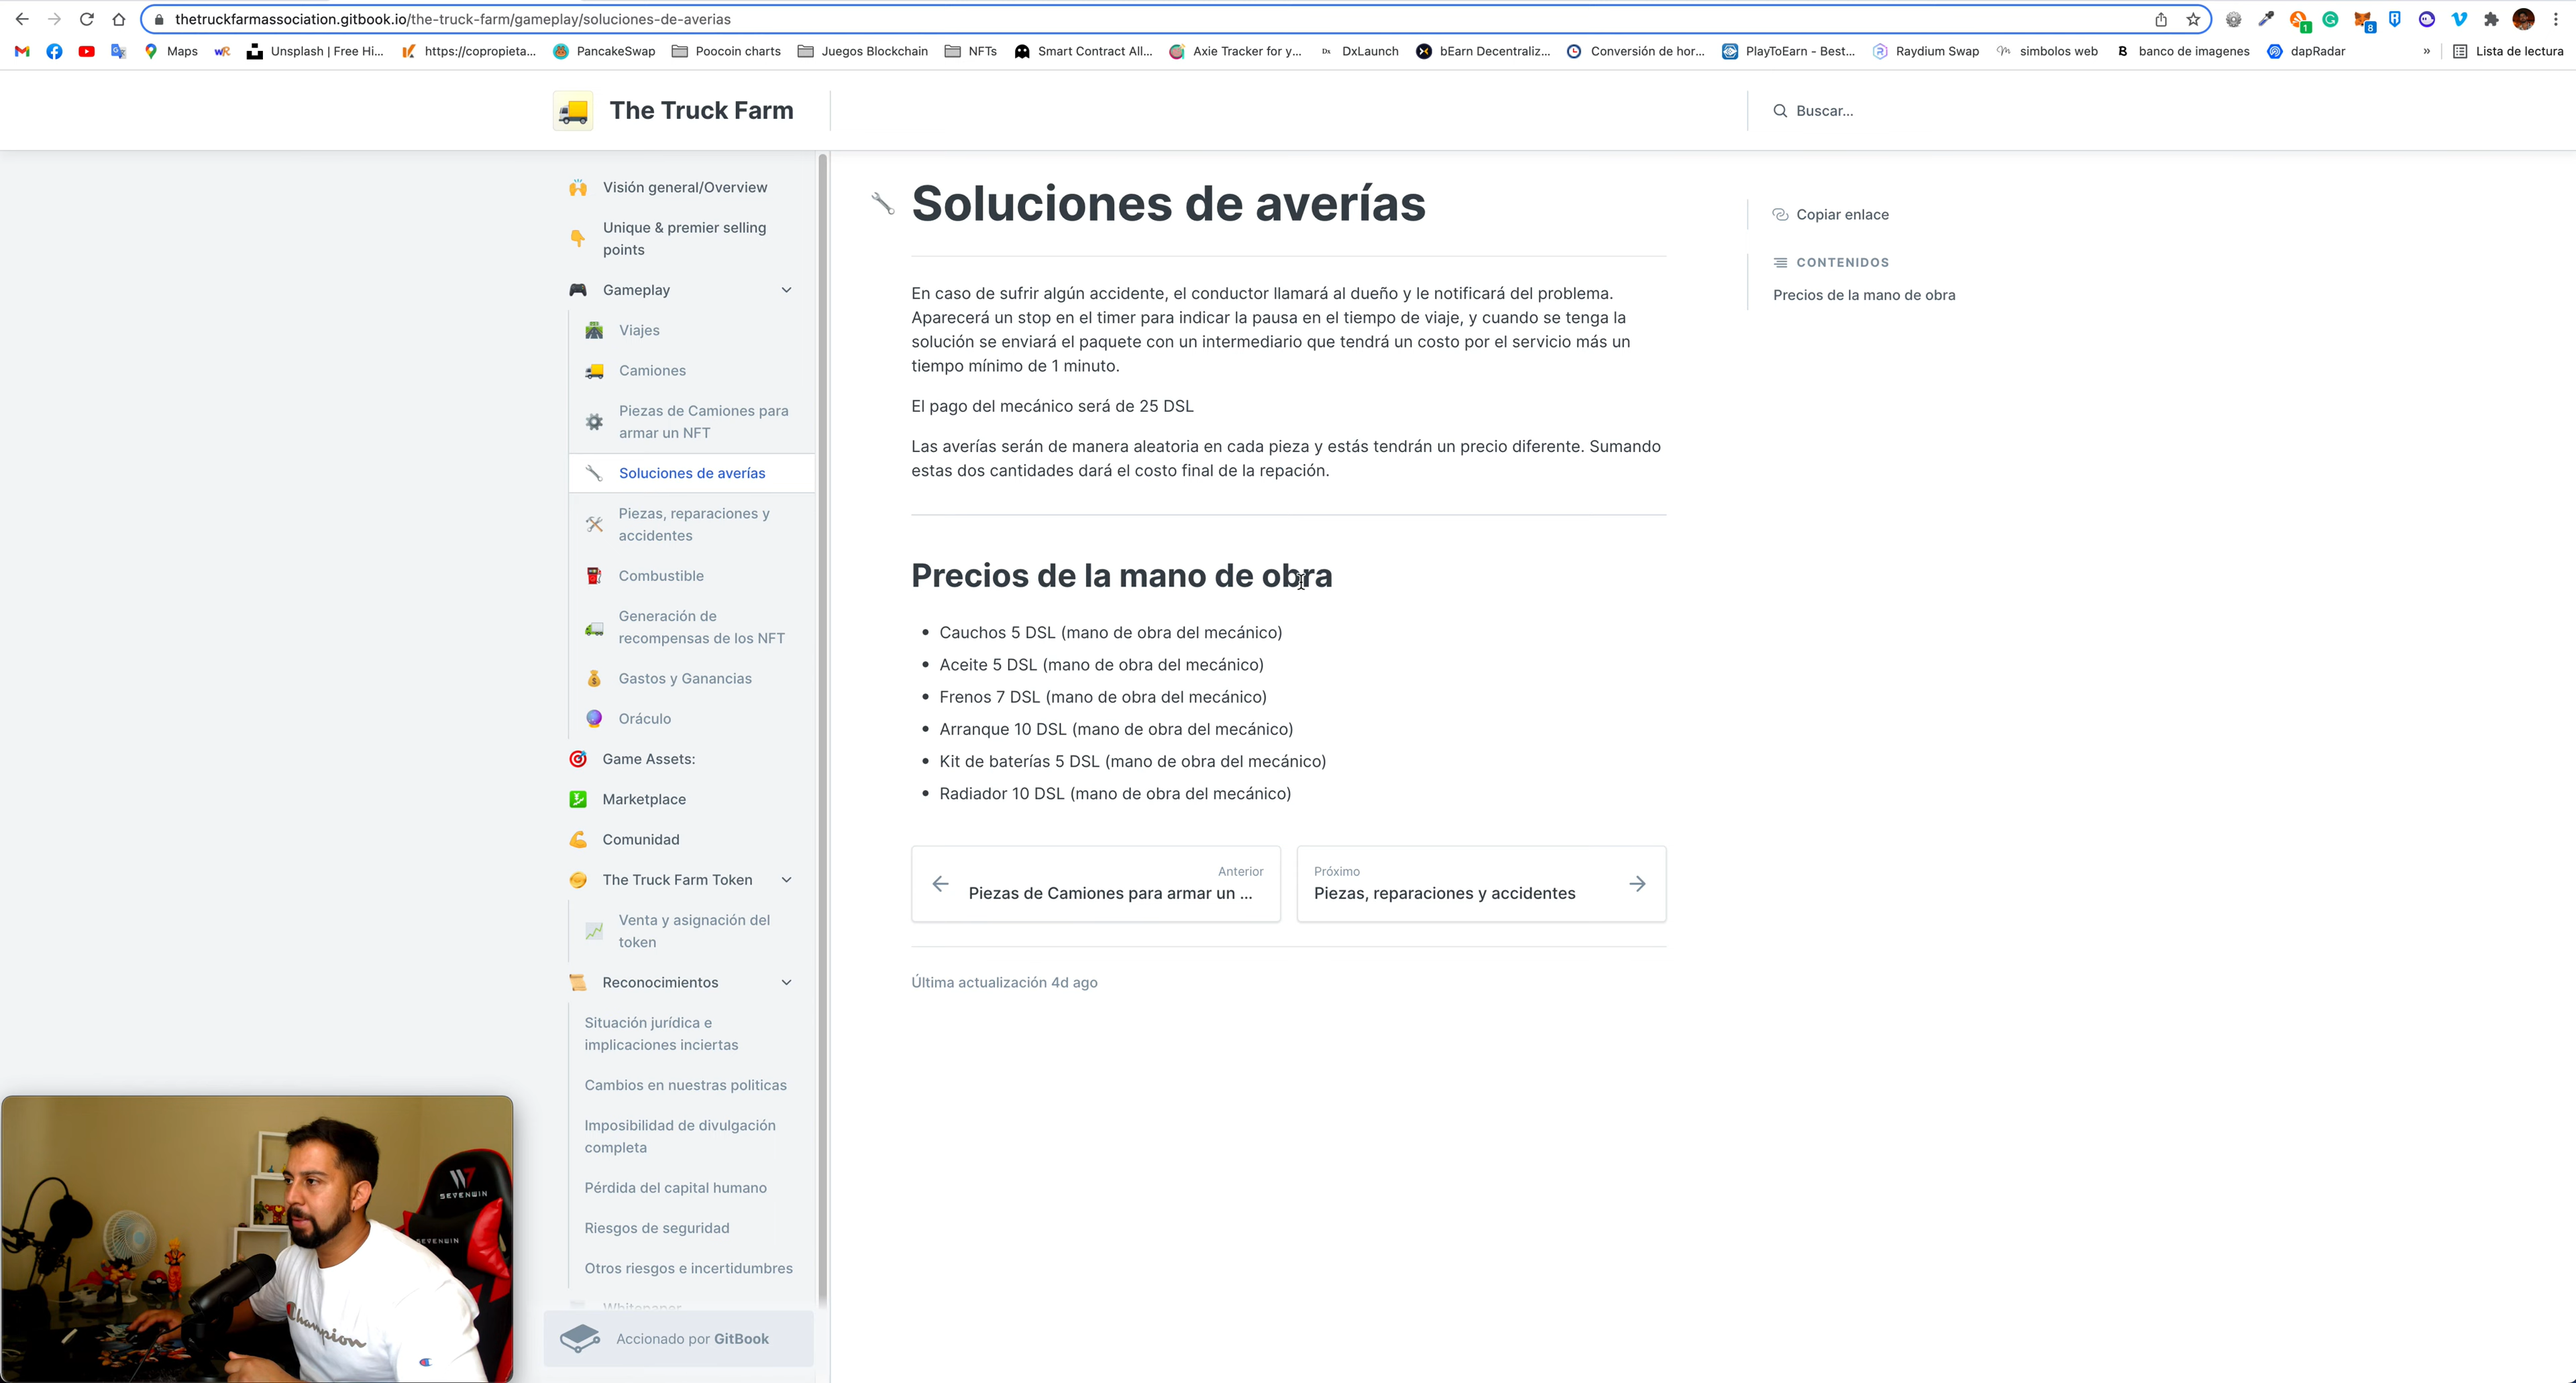 thetruckfarmassociation.gitbook.io/the-truck-farm/gameplay/soluciones-de-averias
Maps
Unsplash | Free Hi...
https://copropieta...
PancakeSwap
Poocoin charts
Juegos Blockchain
NFTs
Smart Contract All...
Axie Tracker for y...
DxLaunch
bEarn Decentraliz...
Conversión de hor...
PlayToEarn - Best...
Raydium Swap
simbolos web
banco de imagenes
dapRadar
»
Lista de lectura
The Truck Farm
Buscar...
Visión general/Overview
Unique & premier selling
points
Gameplay
Viajes
Camiones
Piezas de Camiones para
armar un NFT
Soluciones de averías
Piezas, reparaciones y
accidentes
Combustible
Generación de
recompensas de los NFT
Gastos y Ganancias
Oráculo
Game Assets:
Marketplace
Comunidad
The Truck Farm Token
Venta y asignación del
token
Reconocimientos
Situación jurídica e
implicaciones inciertas
Cambios en nuestras politicas
Imposibilidad de divulgación
completa
Pérdida del capital humano
Riesgos de seguridad
Otros riesgos e incertidumbres
Whitepaper
Accionado por GitBook
Soluciones de averías
En caso de sufrir algún accidente, el conductor llamará al dueño y le notificará del problema.
Aparecerá un stop en el timer para indicar la pausa en el tiempo de viaje, y cuando se tenga la
solución se enviará el paquete con un intermediario que tendrá un costo por el servicio más un
tiempo mínimo de 1 minuto.
El pago del mecánico será de 25 DSL
Las averías serán de manera aleatoria en cada pieza y estás tendrán un precio diferente. Sumando
estas dos cantidades dará el costo final de la repación.
Precios de la mano de obra
• Cauchos 5 DSL (mano de obra del mecánico)
• Aceite 5 DSL (mano de obra del mecánico)
• Frenos 7 DSL (mano de obra del mecánico)
• Arranque 10 DSL (mano de obra del mecánico)
• Kit de baterías 5 DSL (mano de obra del mecánico)
• Radiador 10 DSL (mano de obra del mecánico)
Anterior
Piezas de Camiones para armar un ...
Próximo
Piezas, reparaciones y accidentes
Última actualización 4d ago
Copiar enlace
CONTENIDOS
Precios de la mano de obra
SEVENWIN
SEVENWIN
Champion